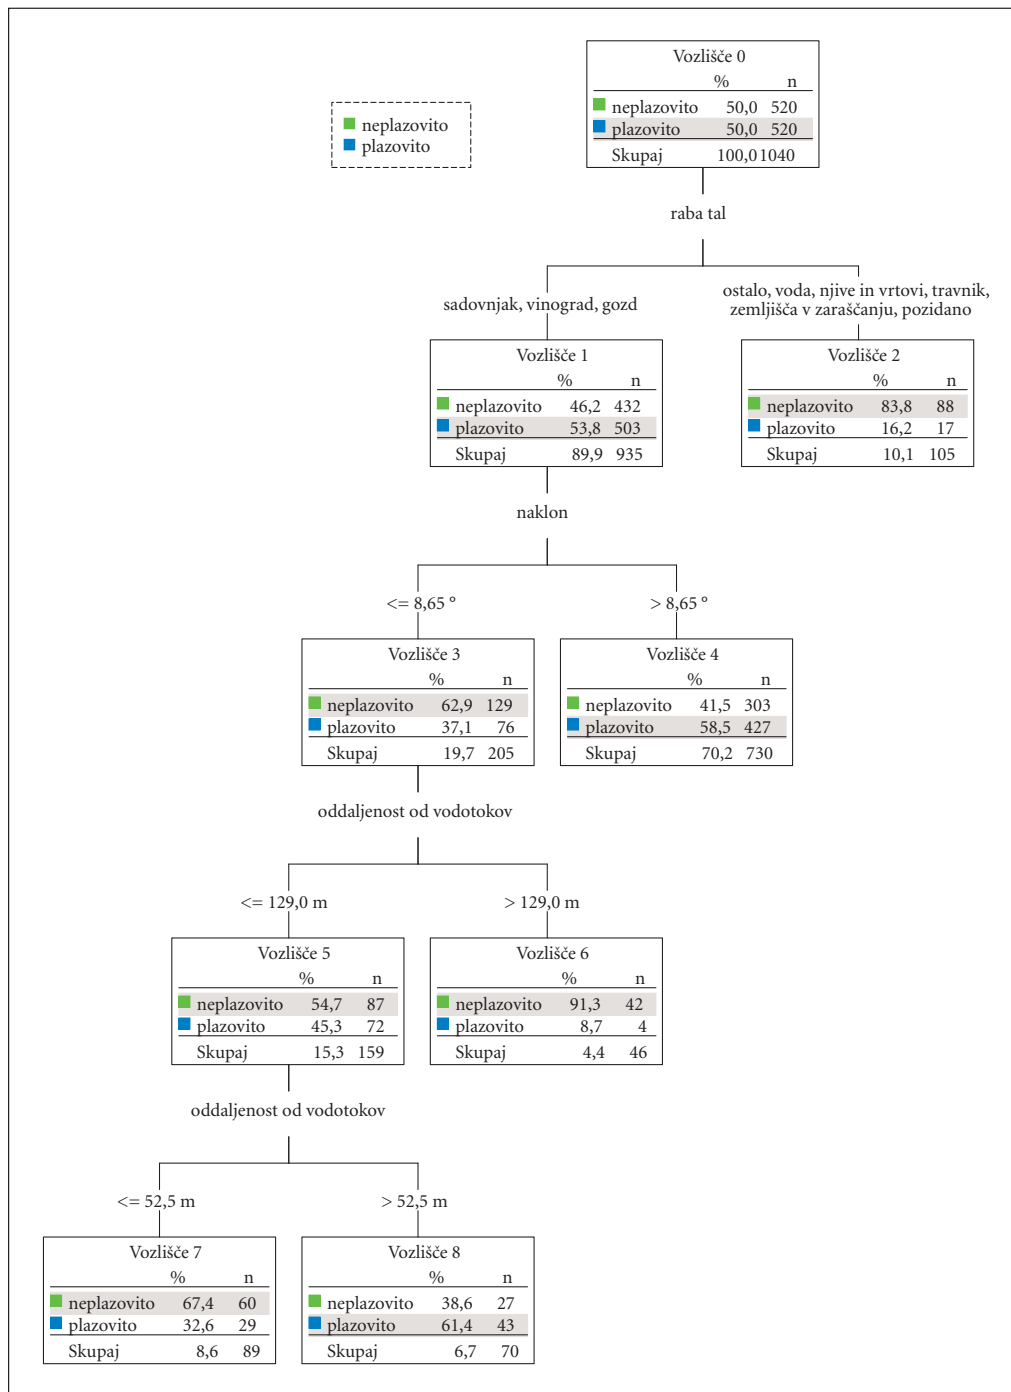 Vozlišče 0
% n
neplazovito 50,0 520
plazovito 50,0 520
Skupaj 100,0 1040
neplazovito
plazovito
raba tal
sadovnjak, vinograd, gozd
ostalo, voda, njive in vrtovi, travnik,
zemljišča v zaraščanju, pozidano
Vozlišče 1
% n
neplazovito 46,2 432
plazovito 53,8 503
Skupaj 89,9 935
Vozlišče 2
% n
neplazovito 83,8 88
plazovito 16,2 17
Skupaj 10,1 105
naklon
<= 8,65 °
> 8,65 °
Vozlišče 3
% n
neplazovito 62,9 129
plazovito 37,1 76
Skupaj 19,7 205
Vozlišče 4
% n
neplazovito 41,5 303
plazovito 58,5 427
Skupaj 70,2 730
oddaljenost od vodotokov
<= 129,0 m
> 129,0 m
Vozlišče 5
% n
neplazovito 54,7 87
plazovito 45,3 72
Skupaj 15,3 159
Vozlišče 6
% n
neplazovito 91,3 42
plazovito 8,7 4
Skupaj 4,4 46
oddaljenost od vodotokov
<= 52,5 m
> 52,5 m
Vozlišče 7
% n
neplazovito 67,4 60
plazovito 32,6 29
Skupaj 8,6 89
Vozlišče 8
% n
neplazovito 38,6 27
plazovito 61,4 43
Skupaj 6,7 70